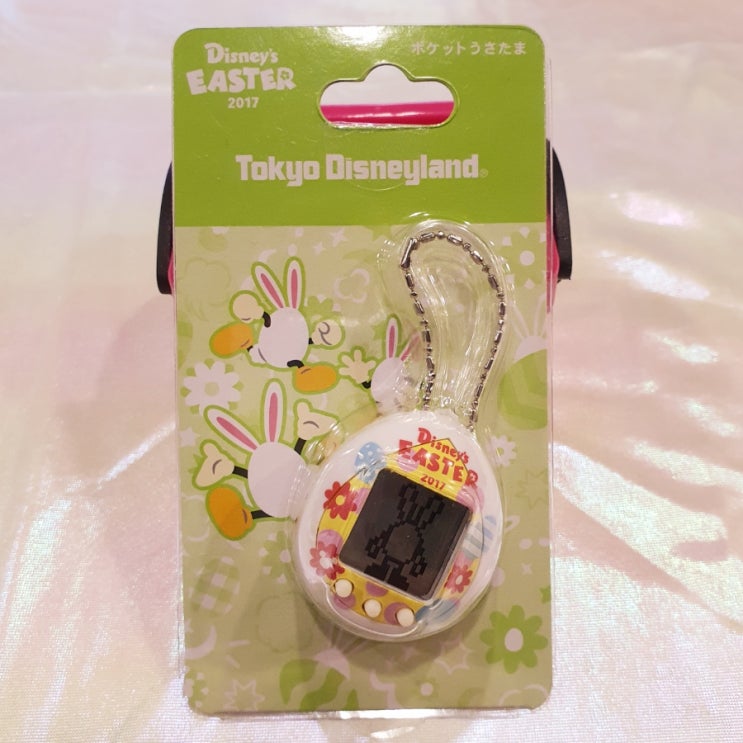 Disney's
EASTER
2017
ポケットうさたま
Tokyo Disneyland®
Disney's
EASTER
2017